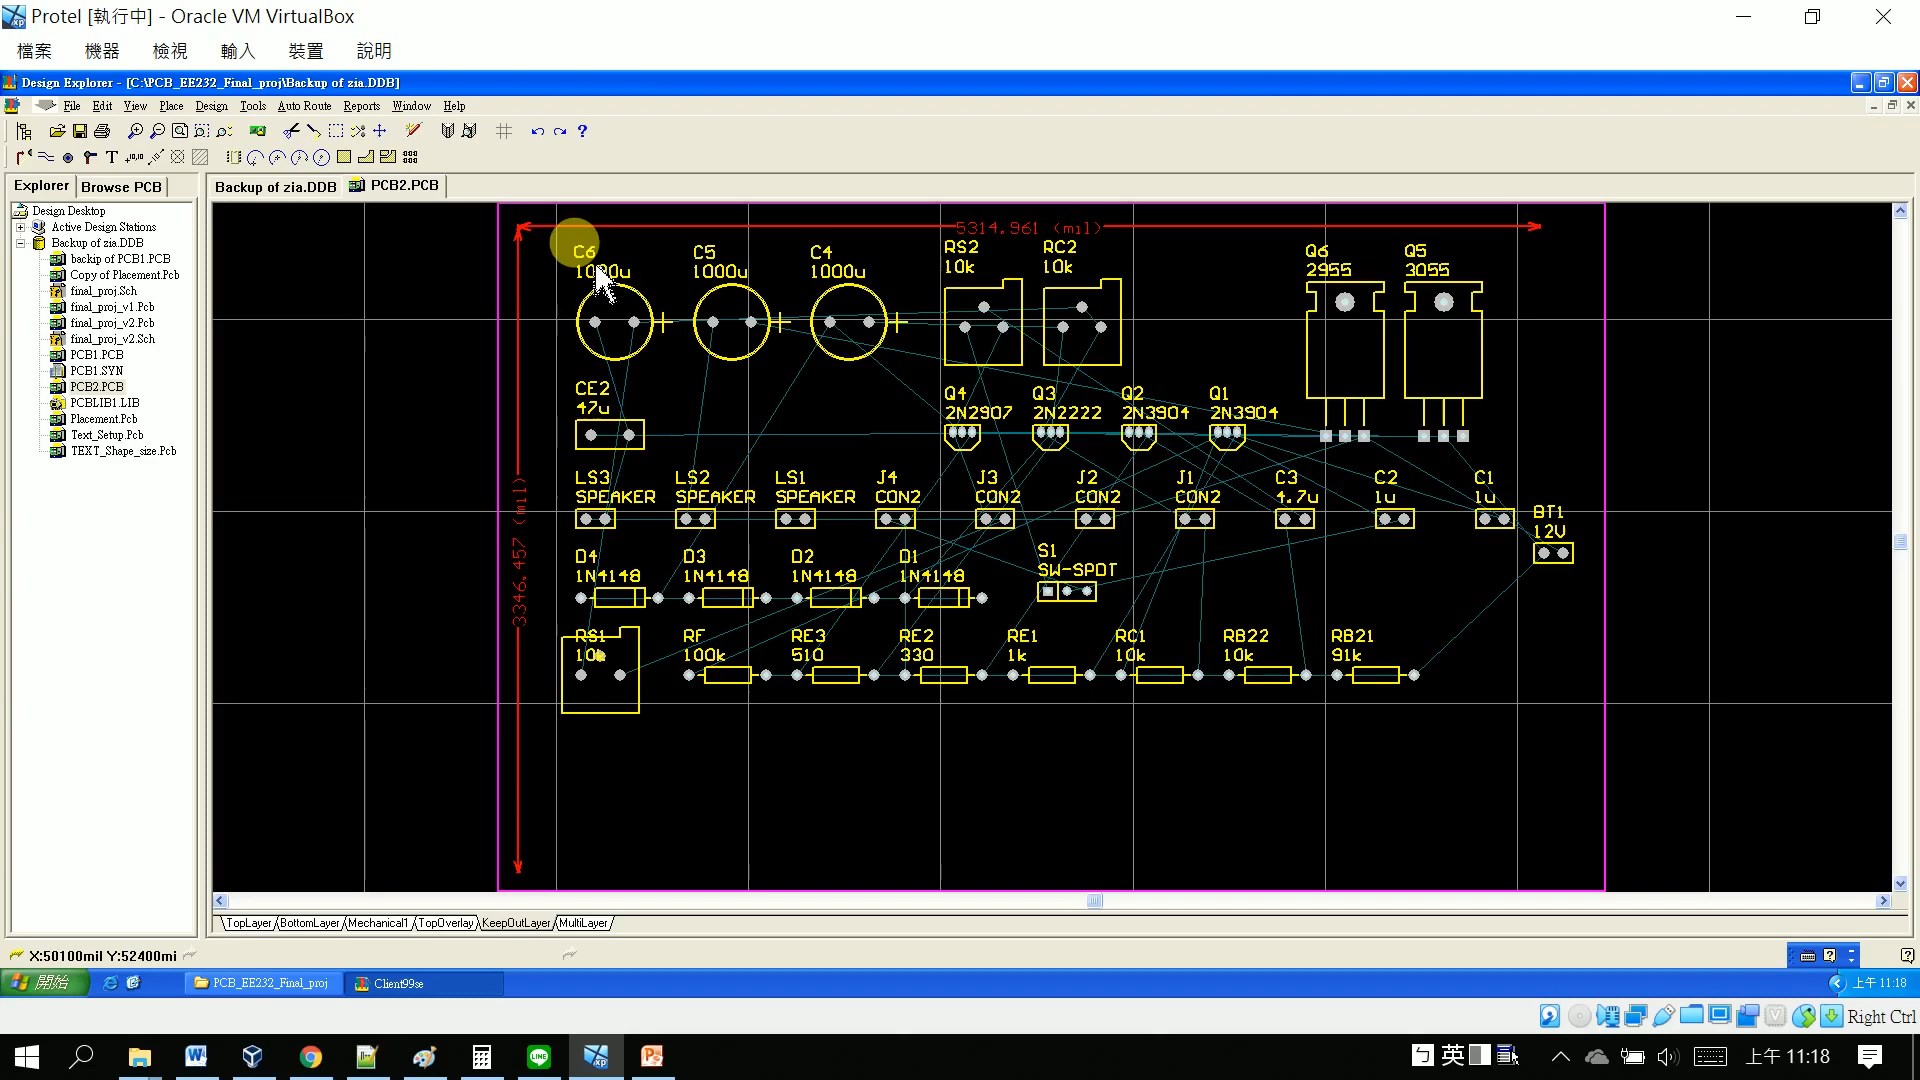 Protel [執行中] - Oracle VM VirtualBox
檔案 機器 檢視 輸入 裝置 說明
Design Explorer - [C:\PCB_EE232_Final_proj\Backup of zia.DDB]
File Edit View Place Design Tools Auto Route Reports Window Help
Explorer Browse PCB
Backup of zia.DDB PCB2.PCB
Design Desktop
Active Design Stations
Backup of zia.DDB
backip of PCB1.PCB
Copy of Placement.Pcb
final_proj.Sch
final_proj_v1.Pcb
final_proj_v2.Pcb
final_proj_v2.Sch
PCB1.PCB
PCB1.SYN
PCB2.PCB
PCBLIB1.LIB
Placement.Pcb
Text_Setup.Pcb
TEXT_Shape_size.Pcb
5314.961 (mil)
3346.457 (mil)
C6 C5 C4 RS2 RC2 Q6 Q5
1000u 1000u 1000u 10k 10k 2955 3055
CE2 Q4 Q3 Q2 Q1
47u 2N2907 2N2222 2N3904 2N3904
LS3 LS2 LS1 J4 J3 J2 J1 C3 C2 C1
SPEAKER SPEAKER SPEAKER CON2 CON2 CON2 CON2 4.7u 1u 1u
BT1
12V
D4 D3 D2 D1 S1
1N4148 1N4148 1N4148 1N4148 SW-SPDT
RS1 RF RE3 RE2 RE1 RC1 RB22 RB21
10k 100k 510 330 1k 10k 10k 91k
TopLayer BottomLayer Mechanical1 TopOverlay KeepOutLayer MultiLayer
X:50100mil Y:52400mi
開始 PCB_EE232_Final_proj Client99se 上午 11:18
Right Ctrl
英 上午 11:18